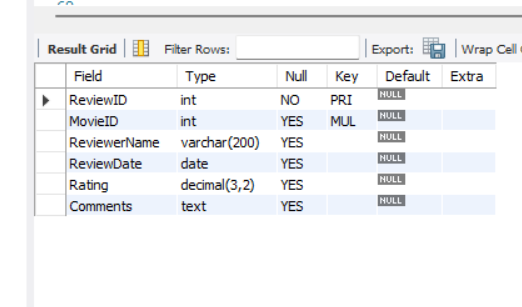 Result Grid Filter Rows: Export: Wrap Cell
Field Type Null Key Default Extra
ReviewID int NO PRI NULL
MovieID int YES MUL NULL
ReviewerName varchar(200) YES NULL
ReviewDate date YES NULL
Rating decimal(3,2) YES NULL
Comments text YES NULL